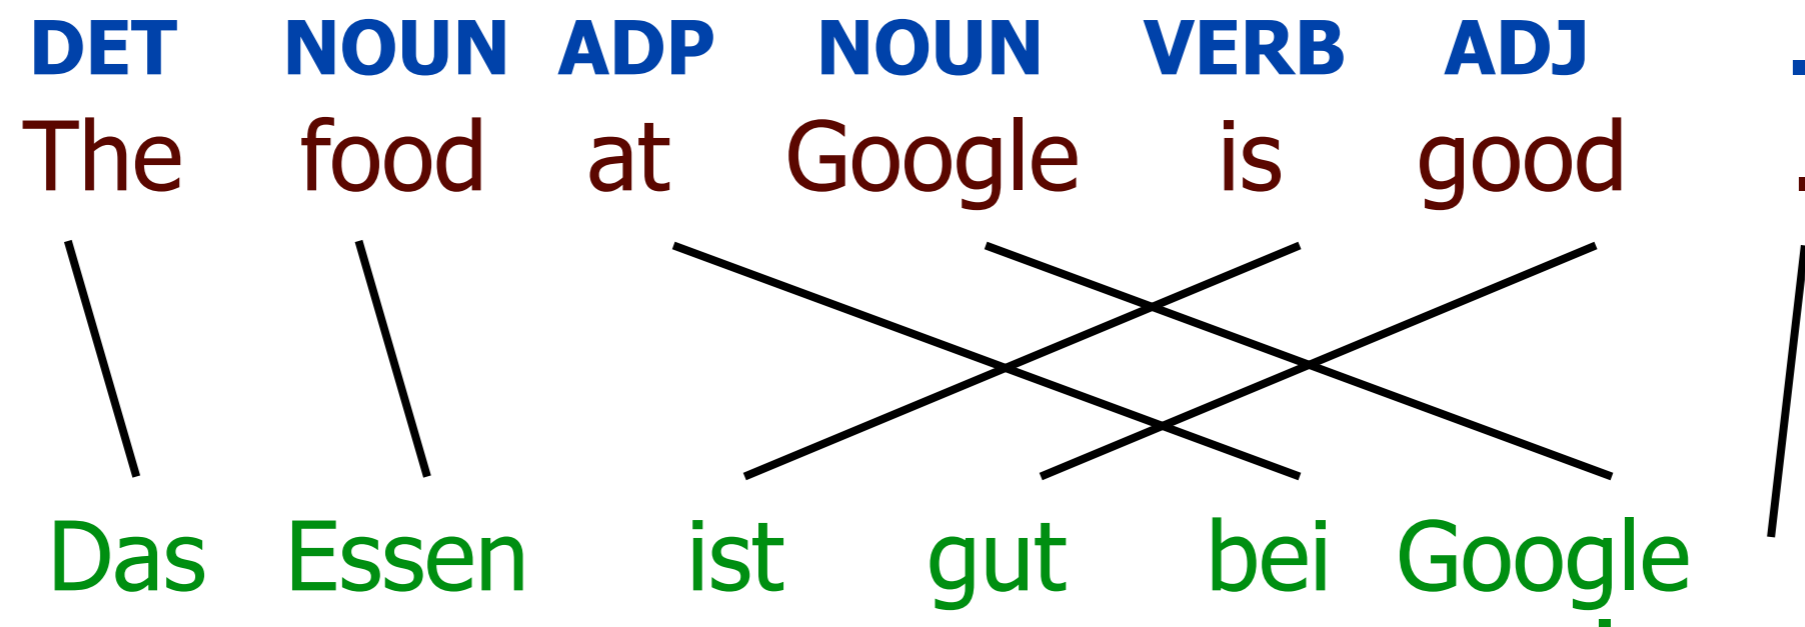 DET NOUN ADP NOUN VERB ADJ .
The food at Google is good .
Das Essen ist gut bei Google